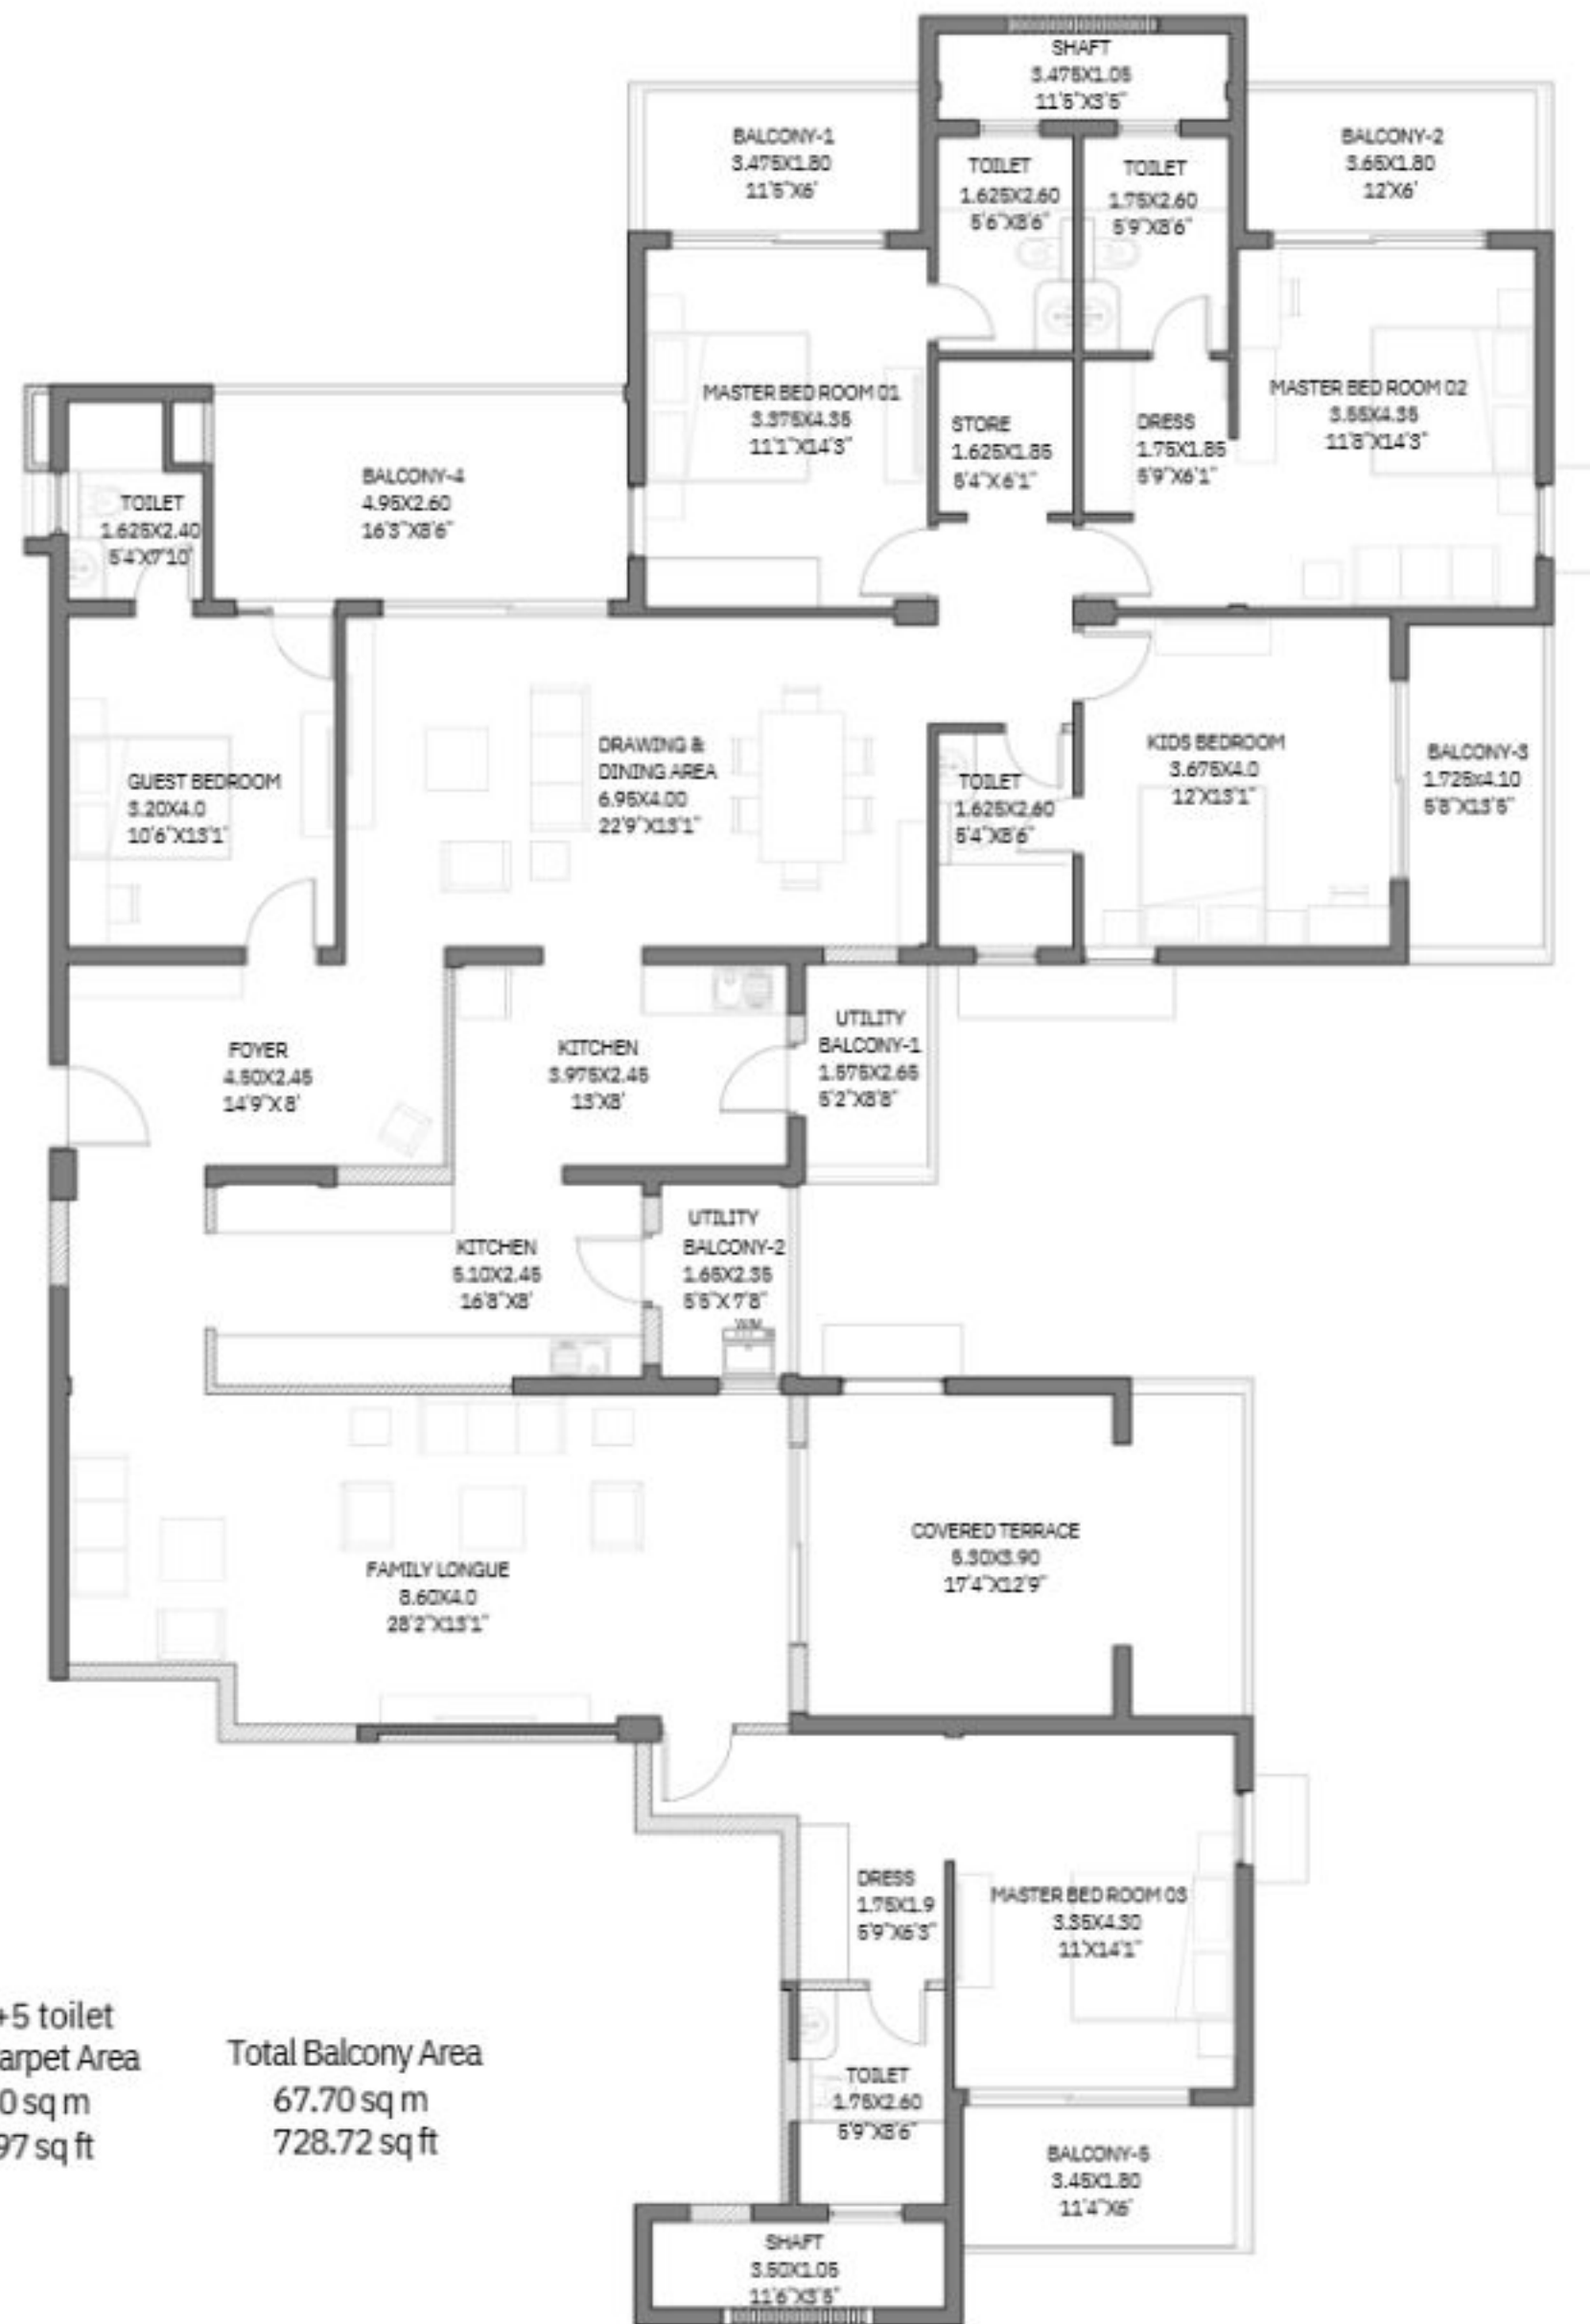 SHAFT
3.475X1.05
11'5"X3'5"
BALCONY-1
3.475X1.80
11'5"X6'
TOILET
1.625X2.60
5'6"X8'6"
TOILET
1.75X2.60
5'9"X8'6"
BALCONY-2
3.65X1.80
12'X6'
MASTER BED ROOM 01
3.375X4.35
11'1"X14'3"
STORE
1.625X1.85
5'4"X6'1"
DRESS
1.75X1.85
5'9"X6'1"
MASTER BED ROOM 02
3.55X4.35
11'8"X14'3"
TOILET
1.625X2.40
5'4"X7'10"
BALCONY-4
4.95X2.60
16'3"X8'6"
GUEST BEDROOM
3.20X4.0
10'6"X13'1"
DRAWING &
DINING AREA
6.95X4.00
22'9"X13'1"
TOILET
1.625X2.60
5'4"X8'6"
KIDS BEDROOM
3.675X4.0
12'X13'1"
BALCONY-3
1.725X4.10
5'8"X13'5"
FOYER
4.50X2.45
14'9"X8'
KITCHEN
3.975X2.45
13'X8'
UTILITY
BALCONY-1
1.575X2.65
5'2"X8'8"
KITCHEN
5.10X2.45
16'8"X8'
UTILITY
BALCONY-2
1.65X2.35
5'5"X7'8"
WM
FAMILY LONGUE
8.60X4.0
28'2"X13'1"
COVERED TERRACE
5.30X3.90
17'4"X12'9"
DRESS
1.75X1.9
5'9"X6'3"
MASTER BED ROOM 03
3.35X4.30
11'X14'1"
TOILET
1.75X2.60
5'9"X8'6"
BALCONY-5
3.45X1.80
11'4"X6'
SHAFT
3.50X1.05
11'6"X3'5"
+5 toilet
arpet Area
0 sq m
97 sq ft
Total Balcony Area
67.70 sq m
728.72 sq ft